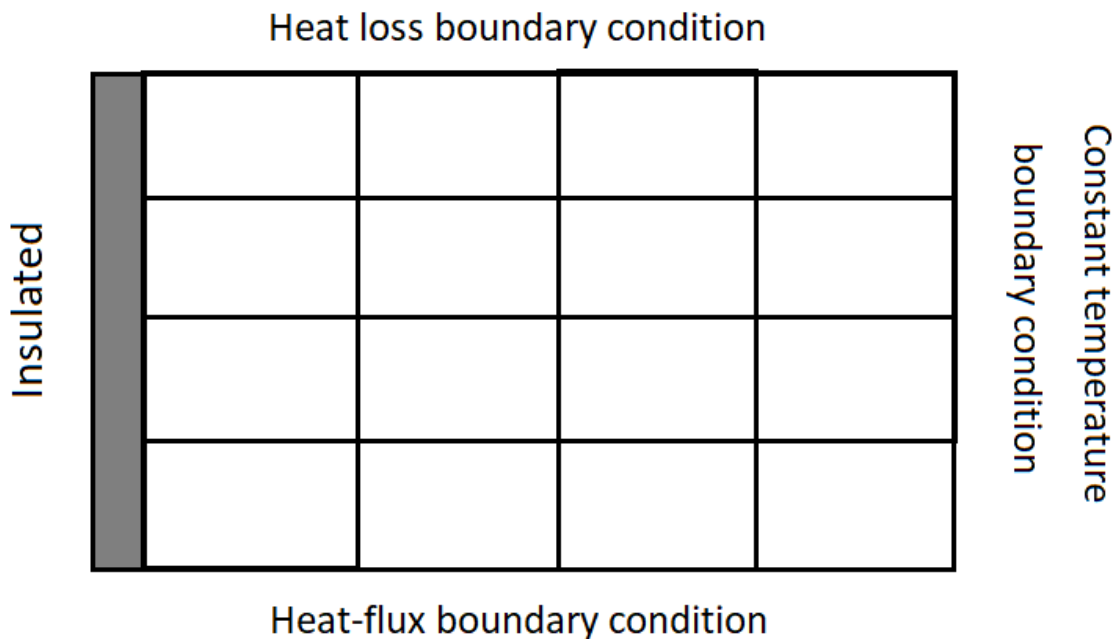 Heat loss boundary condition
Insulated
Constant temperature
boundary condition
Heat-flux boundary condition